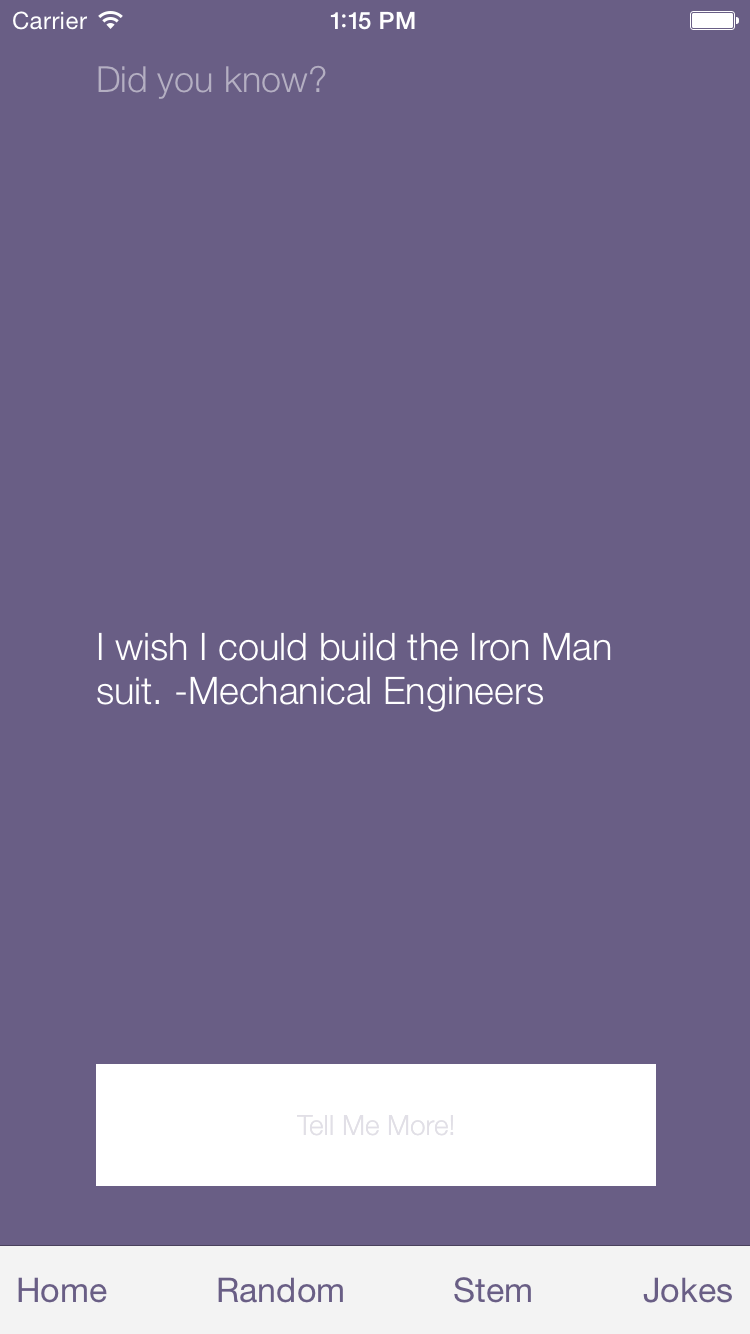 Carrier 1:15 PM
Did you know?
I wish I could build the Iron Man
suit. -Mechanical Engineers
Tell Me More!
Home Random Stem Jokes